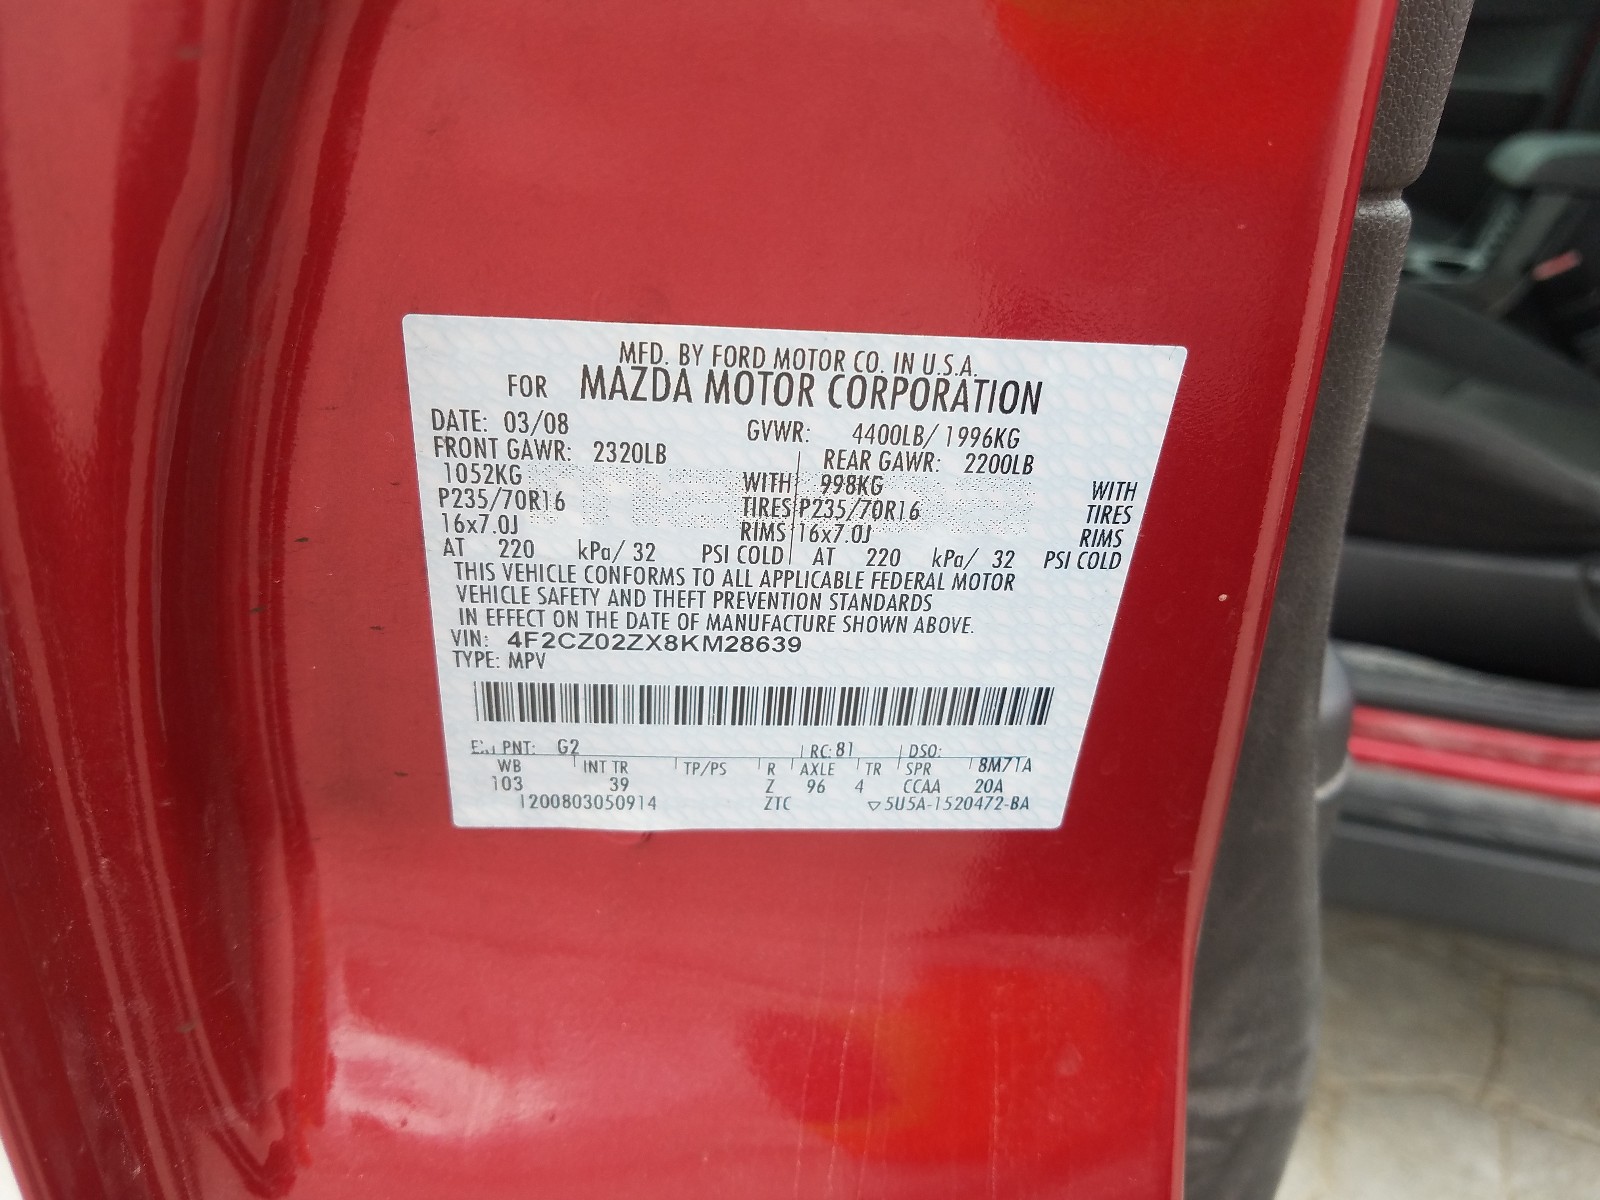 MFD. BY FORD MOTOR CO. IN U.S.A.
FOR MAZDA MOTOR CORPORATION
DATE: 03/08 GVWR: 4400LB/ 1996KG
FRONT GAWR: 2320LB REAR GAWR: 2200LB
1052KG WITH 998KG WITH
P235/70R16 TIRES P235/70R16 TIRES
16x7.0J RIMS 16x7.0J RIMS
AT 220 kPa/ 32 PSI COLD AT 220 kPa/ 32 PSI COLD
THIS VEHICLE CONFORMS TO ALL APPLICABLE FEDERAL MOTOR
VEHICLE SAFETY AND THEFT PREVENTION STANDARDS
IN EFFECT ON THE DATE OF MANUFACTURE SHOWN ABOVE.
VIN: 4F2CZ02ZX8KM28639
TYPE: MPV
PNT: G2 RC: 81 DSO:
WB INT TR TP/PS R AXLE TR SPR 8M71A
103 39 Z 96 4 CCAA 20A
1200803050914 ZTC ▽5U5A-1520472-BA